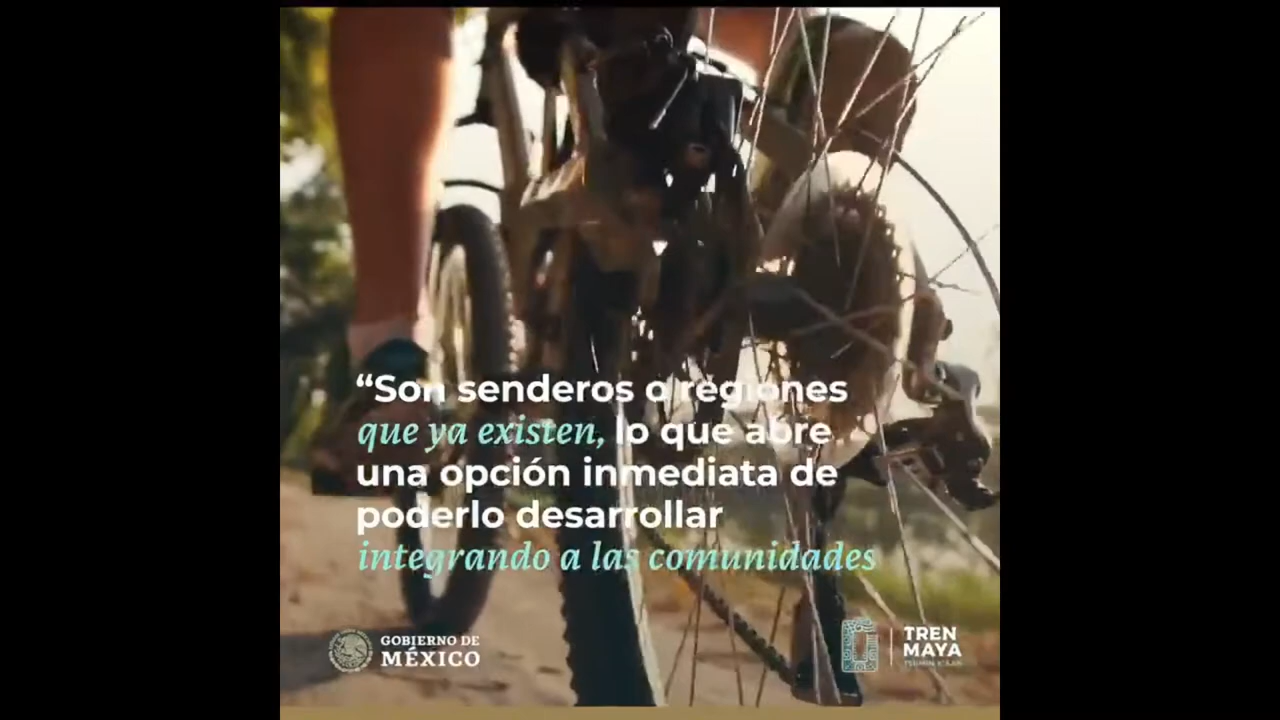 “Son senderos o regiones
que ya existen, lo que abre
una opción inmediata de
poderlo desarrollar
integrando a las comunidades
GOBIERNO DE
MÉXICO
TREN
MAYA